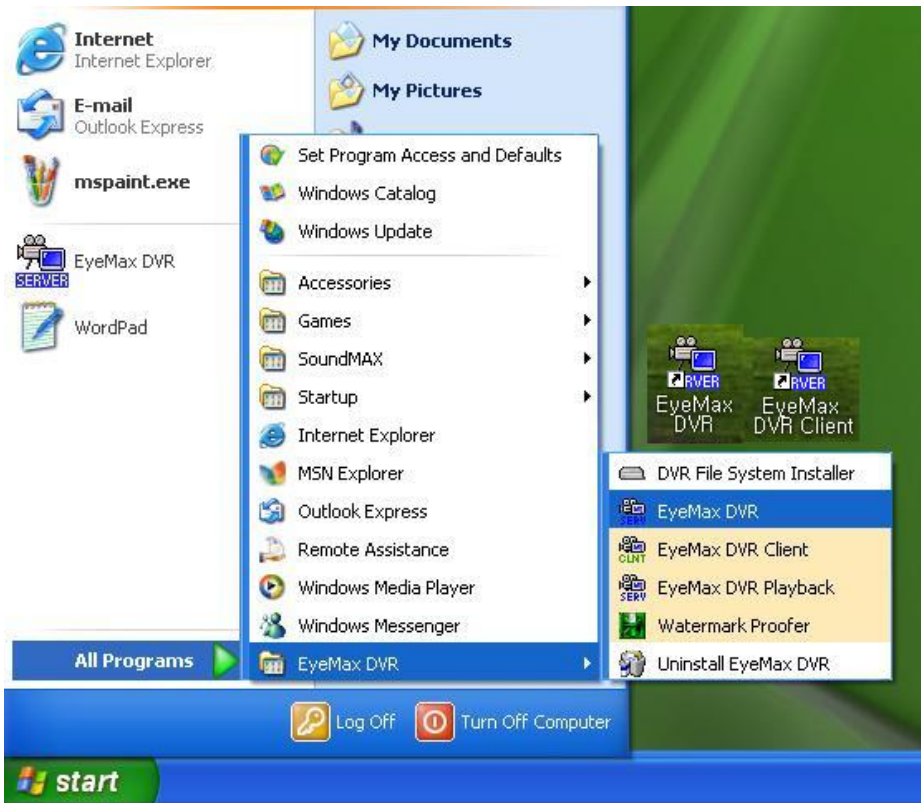 Internet
Internet Explorer
E-mail
Outlook Express
mspaint.exe
EyeMax DVR
SERVER
WordPad
All Programs
My Documents
My Pictures
Set Program Access and Defaults
Windows Catalog
Windows Update
Accessories
Games
SoundMAX
Startup
Internet Explorer
MSN Explorer
Outlook Express
Remote Assistance
Windows Media Player
Windows Messenger
EyeMax DVR
RVER
EyeMax
DVR
RVER
EyeMax
DVR Client
DVR File System Installer
SERV
EyeMax DVR
CLNT
EyeMax DVR Client
SERV
EyeMax DVR Playback
Watermark Proofer
Uninstall EyeMax DVR
Log Off
Turn Off Computer
start